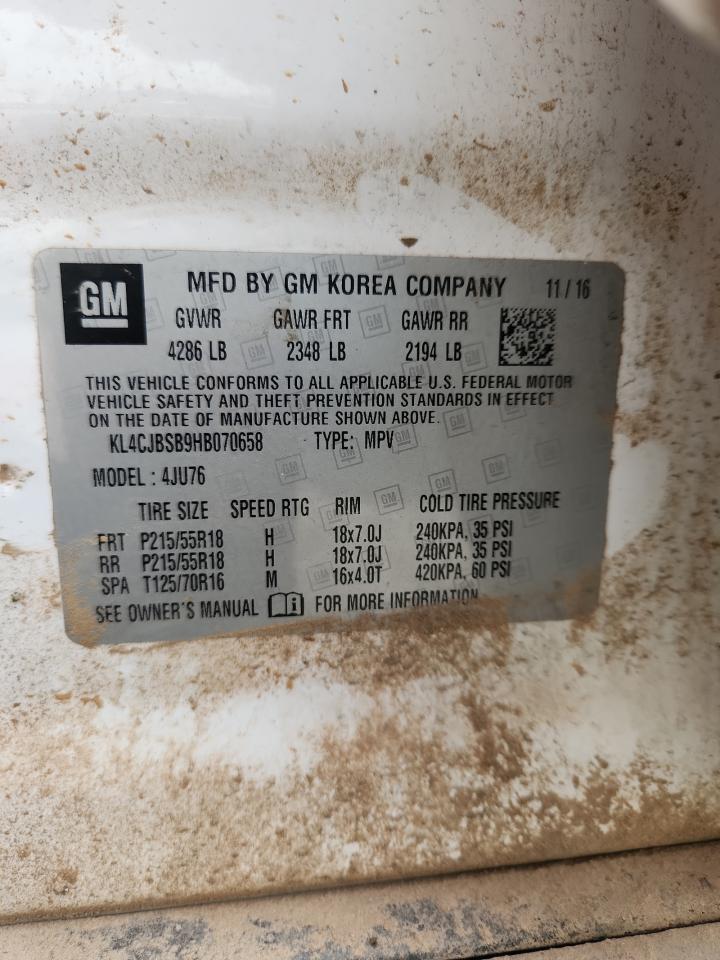 GM MFD BY GM KOREA COMPANY 11/16
GVWR GAWR FRT GAWR RR
4286 LB 2348 LB 2194 LB
THIS VEHICLE CONFORMS TO ALL APPLICABLE U.S. FEDERAL MOTOR
VEHICLE SAFETY AND THEFT PREVENTION STANDARDS IN EFFECT
ON THE DATE OF MANUFACTURE SHOWN ABOVE.
KL4CJBSB9HB070658 TYPE: MPV
MODEL : 4JU76
TIRE SIZE SPEED RTG RIM COLD TIRE PRESSURE
FRT P215/55R18 H 18x7.0J 240KPA, 35 PSI
RR P215/55R18 H 18x7.0J 240KPA, 35 PSI
SPA T125/70R16 M 16x4.0T 420KPA, 60 PSI
SEE OWNER'S MANUAL FOR MORE INFORMATION